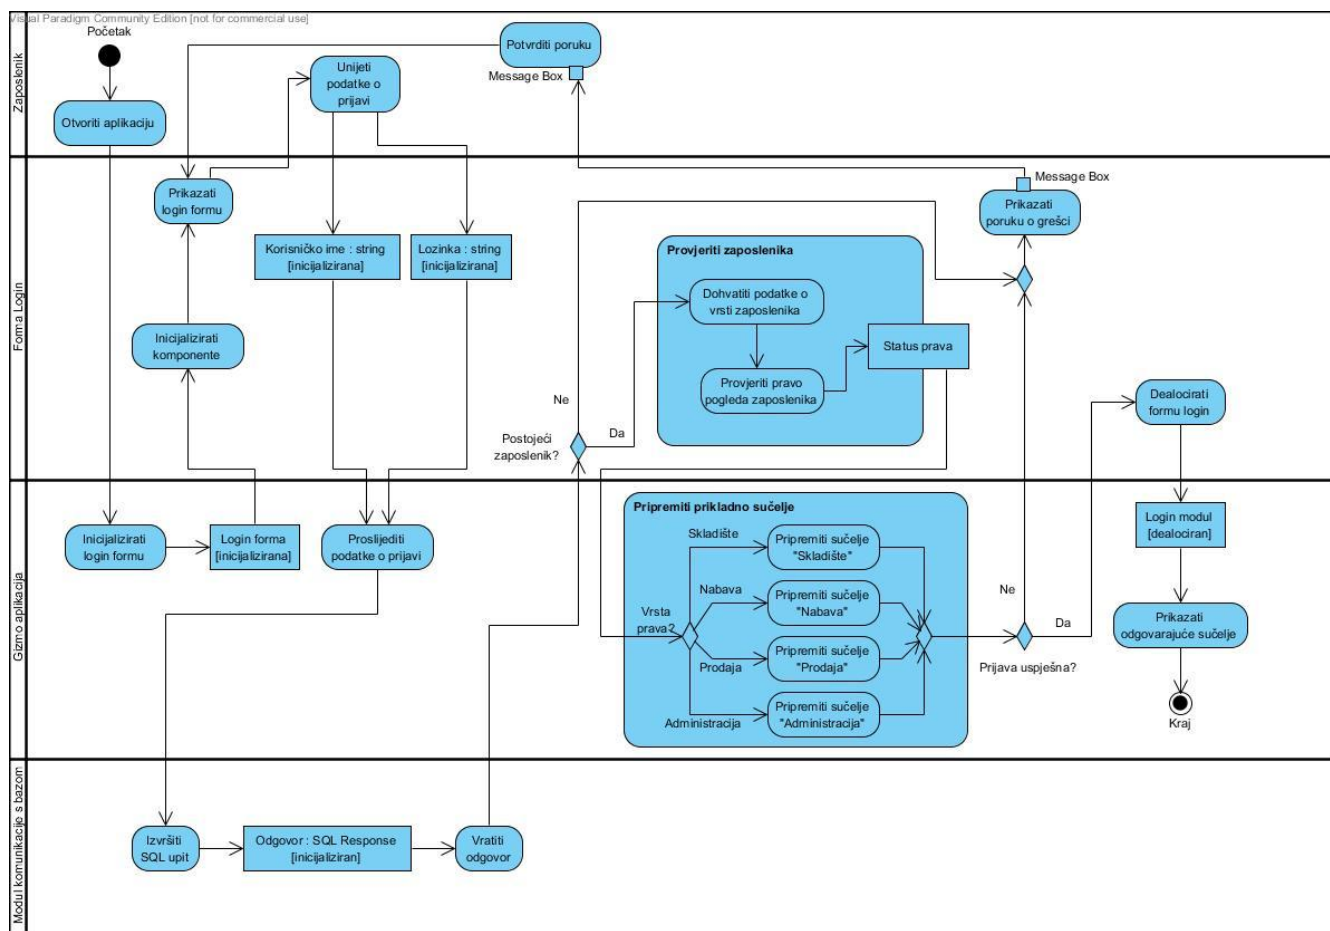 Visual Paradigm Community Edition [not for commercial use]
Zaposlenik
Početak
Otvoriti aplikaciju
Unijeti
podatke o
prijavi
Potvrditi poruku
Message Box
Forma Login
Prikazati
login formu
Korisničko ime : string
[inicijalizirana]
Lozinka : string
[inicijalizirana]
Inicijalizirati
komponente
Message Box
Prikazati
poruku o grešci
Provjeriti zaposlenika
Dohvatiti podatke o
vrsti zaposlenika
Provjeriti pravo
pogleda zaposlenika
Status prava
Ne
Postojeći
zaposlenik?
Da
Dealocirati
formu login
Gizmo aplikacija
Inicijalizirati
login formu
Login forma
[inicijalizirana]
Proslijediti
podatke o prijavi
Pripremiti prikladno sučelje
Skladište
Pripremiti sučelje
"Skladište"
Nabava
Pripremiti sučelje
"Nabava"
Vrsta
prava?
Prodaja
Pripremiti sučelje
"Prodaja"
Administracija
Pripremiti sučelje
"Administracija"
Ne
Da
Prijava uspješna?
Login modul
[dealociran]
Prikazati
odgovarajuće sučelje
Kraj
Modul komunikacije s bazom
Izvršiti
SQL upit
Odgovor : SQL Response
[inicijaliziran]
Vratiti
odgovor